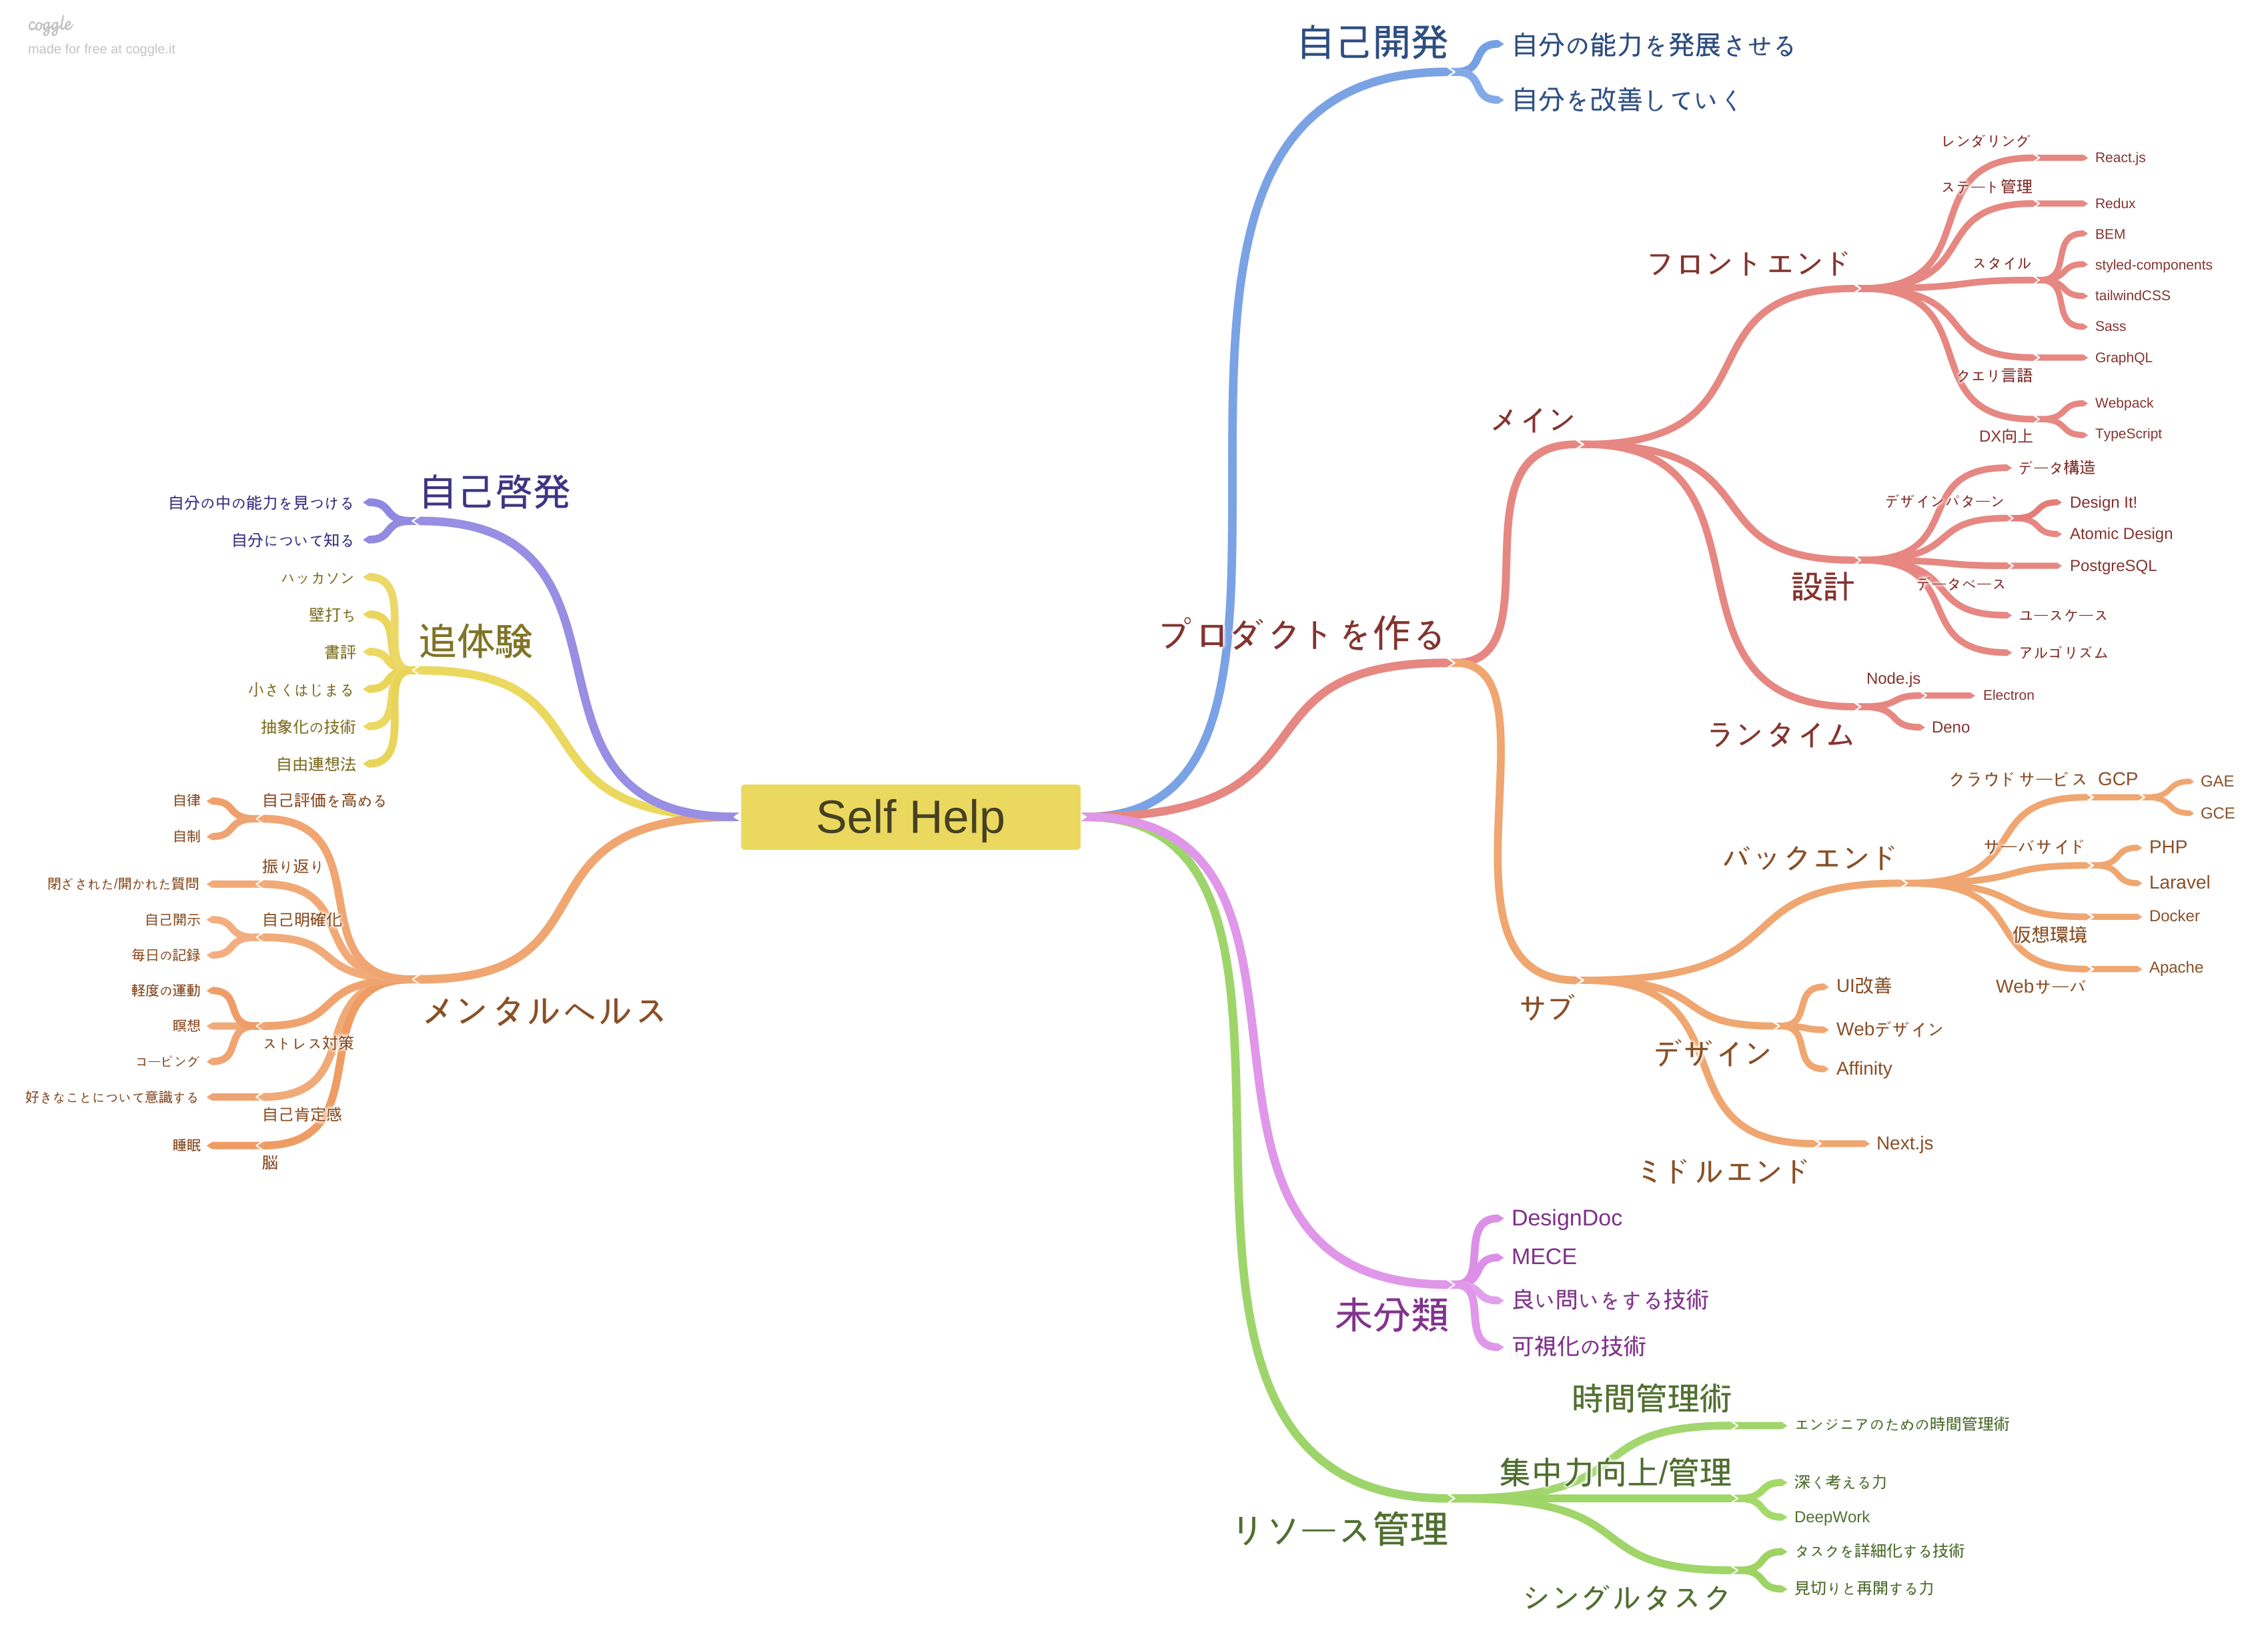 coggle
made for free at coggle.it
Self Help
自己開発
自分の能力を発展させる
自分を改善していく
プロダクトを作る
メイン
フロントエンド
レンダリング
React.js
ステート管理
Redux
スタイル
BEM
styled-components
tailwindCSS
Sass
クエリ言語
GraphQL
DX向上
Webpack
TypeScript
設計
データ構造
デザインパターン
Design It!
Atomic Design
データベース
PostgreSQL
ユースケース
アルゴリズム
ランタイム
Node.js
Electron
Deno
サブ
バックエンド
クラウドサービス
GCP
GAE
GCE
サーバサイド
PHP
Laravel
仮想環境
Docker
Webサーバ
Apache
デザイン
UI改善
Webデザイン
Affinity
ミドルエンド
Next.js
未分類
DesignDoc
MECE
良い問いをする技術
可視化の技術
リソース管理
時間管理術
エンジニアのための時間管理術
集中力向上/管理
深く考える力
DeepWork
シングルタスク
タスクを詳細化する技術
見切りと再開する力
自己啓発
自分の中の能力を見つける
自分について知る
追体験
ハッカソン
壁打ち
書評
小さくはじまる
抽象化の技術
自由連想法
メンタルヘルス
自己評価を高める
自律
自制
振り返り
閉ざされた/開かれた質問
自己明確化
自己開示
毎日の記録
ストレス対策
軽度の運動
瞑想
コーピング
自己肯定感
好きなことについて意識する
脳
睡眠